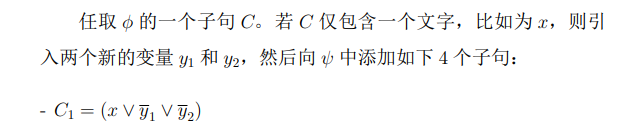 任取 ϕ 的一个子句 C。若 C 仅包含一个文字，比如为 x，则引
入两个新的变量 y₁ 和 y₂，然后向 ψ 中添加如下 4 个子句：
- C₁ = (x ∨ y̅₁ ∨ y̅₂)